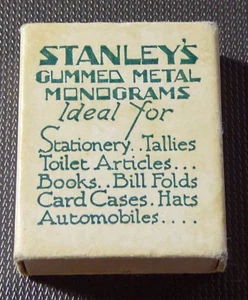 STANLEY'S
GUMMED METAL
MONOGRAMS
Ideal for
Stationery..Tallies
Toilet Articles...
Books..Bill Folds
Card Cases.Hats
Automobiles....